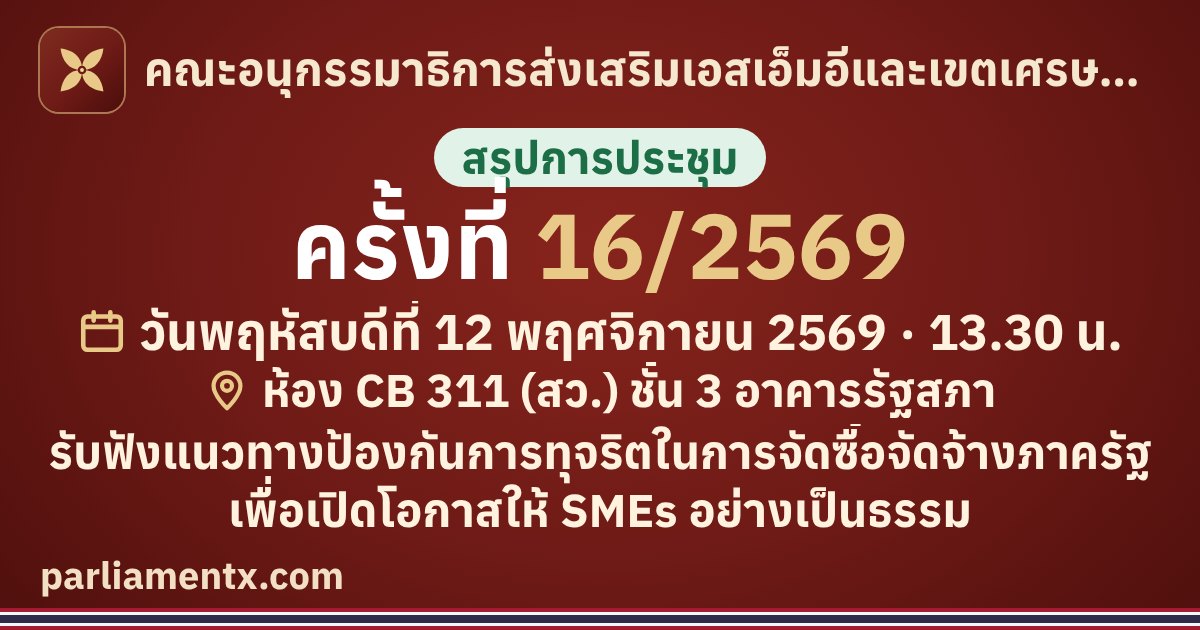 คณะอนุกรรมาธิการส่งเสริมเอสเอ็มอีและเขตเศรษ...
สรุปการประชุม
ครั้งที่ 16/2569
วันพฤหัสบดีที่ 12 พฤศจิกายน 2569 · 13.30 น.
ห้อง CB 311 (สว.) ชั้น 3 อาคารรัฐสภา
รับฟังแนวทางป้องกันการทุจริตในการจัดซื้อจัดจ้างภาครัฐ
เพื่อเปิดโอกาสให้ SMEs อย่างเป็นธรรม
parliamentx.com